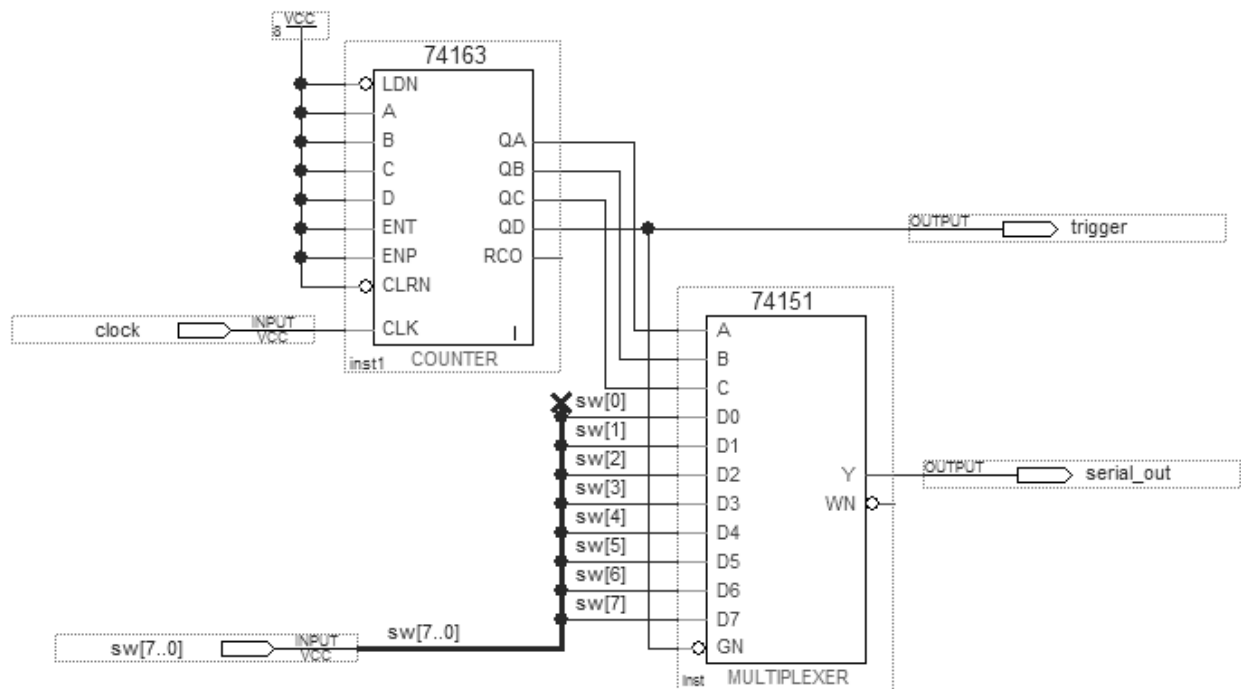 VCC
8
74163
LDN
A
B
C
D
ENT
ENP
CLRN
CLK
QA
QB
QC
QD
RCO
I
inst1
COUNTER
clock
INPUT
VCC
OUTPUT
trigger
74151
A
B
C
D0
D1
D2
D3
D4
D5
D6
D7
GN
Y
WN
inst
MULTIPLEXER
sw[0]
sw[1]
sw[2]
sw[3]
sw[4]
sw[5]
sw[6]
sw[7]
OUTPUT
serial_out
sw[7..0]
INPUT
VCC
sw[7..0]